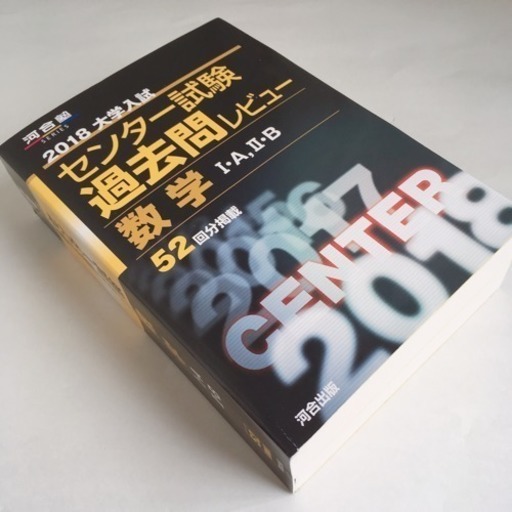 河合塾
SERIES
2018 大学入試
センター試験
過去問レビュー
数学 I・A,II・B
52回分掲載
2016
2017
CENTER
2018
河合出版